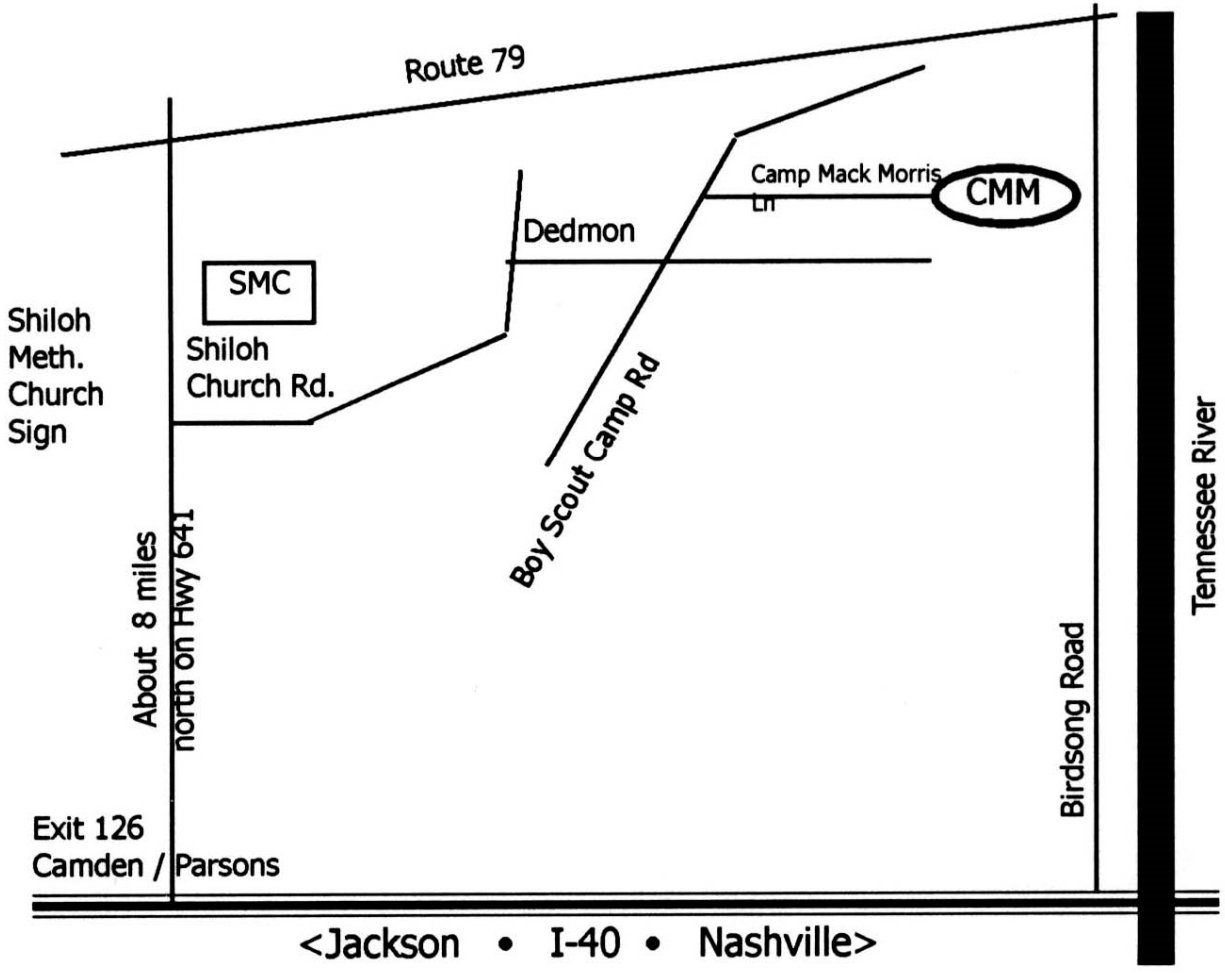 Route 79
Camp Mack Morris
Ln
CMM
Dedmon
SMC
Shiloh
Meth.
Church
Sign
Shiloh
Church Rd.
Boy Scout Camp Rd
Tennessee River
About 8 miles
north on Hwy 641
Birdsong Road
Exit 126
Camden / Parsons
<Jackson • I-40 • Nashville>